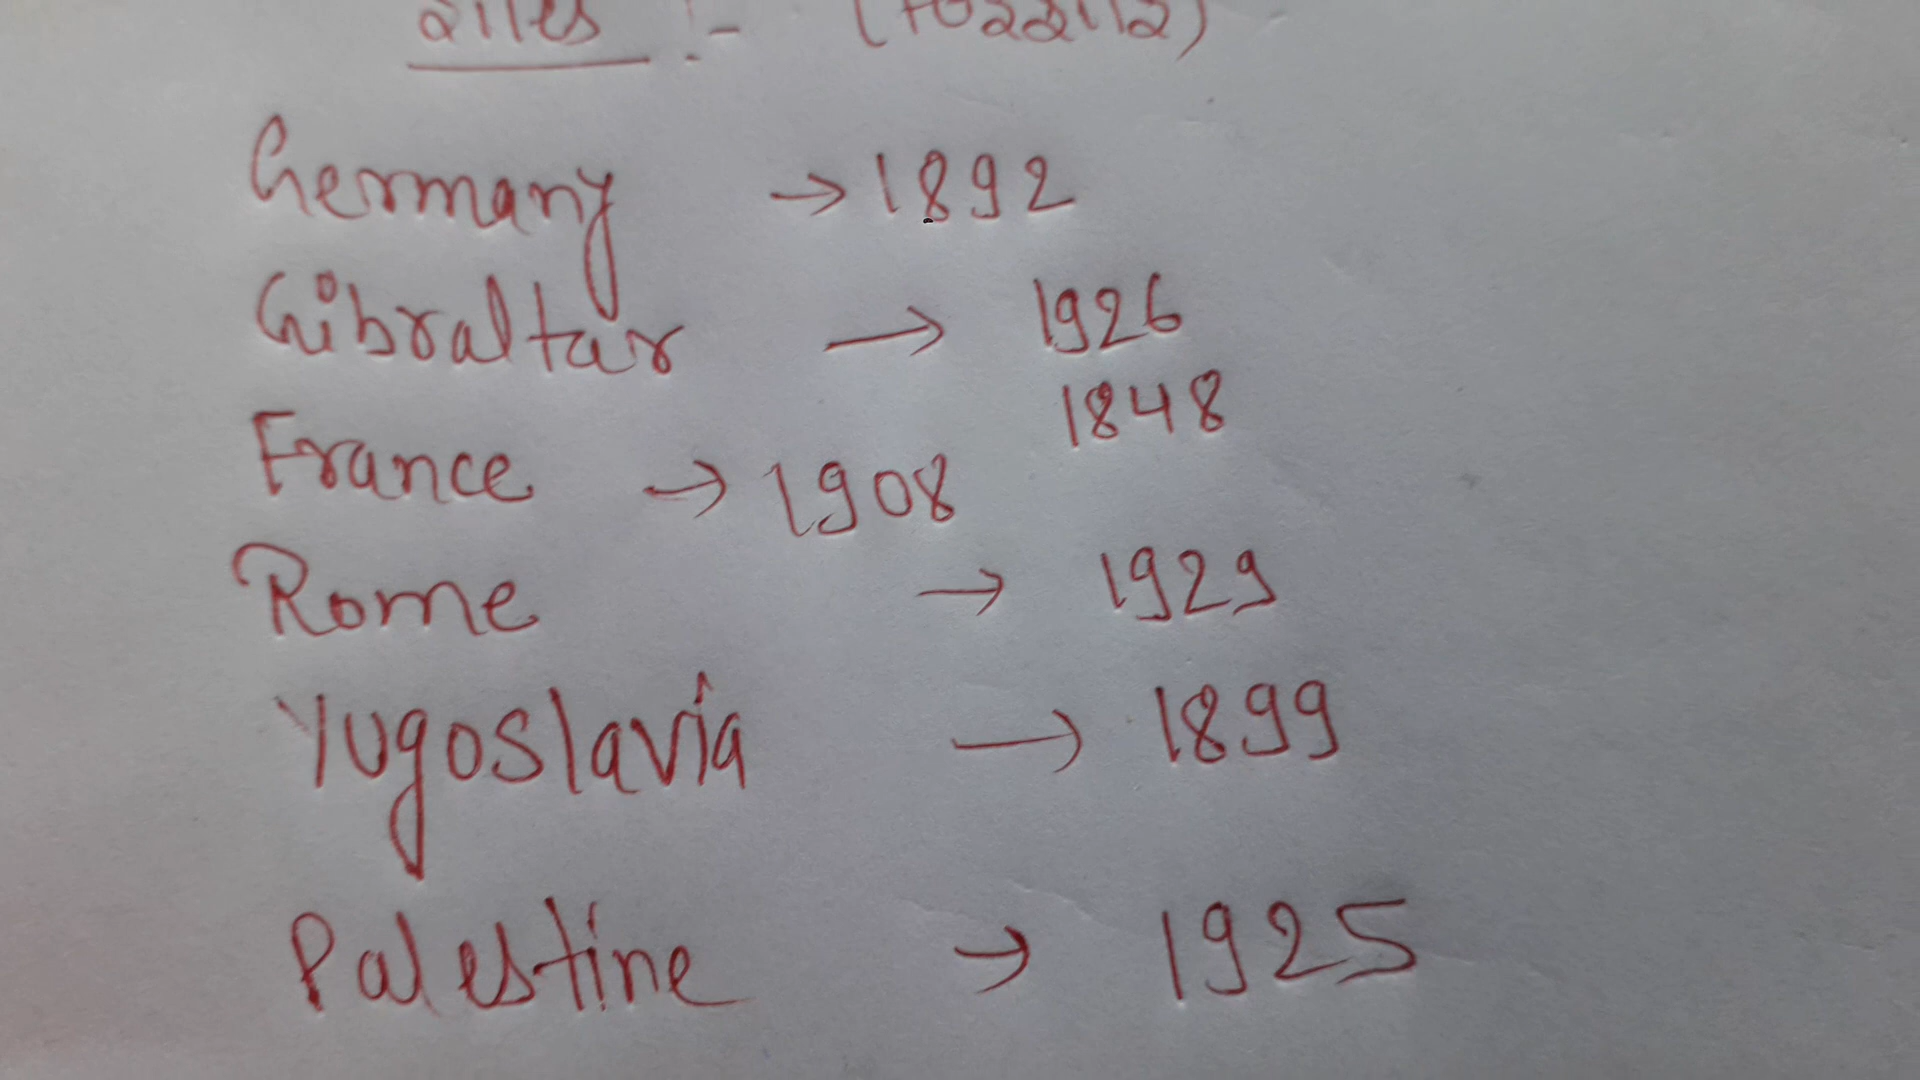 Germany → 1892
Gibraltar → 1926
1848
France → 1908
Rome → 1929
Yugoslavia → 1899
Palestine → 1925